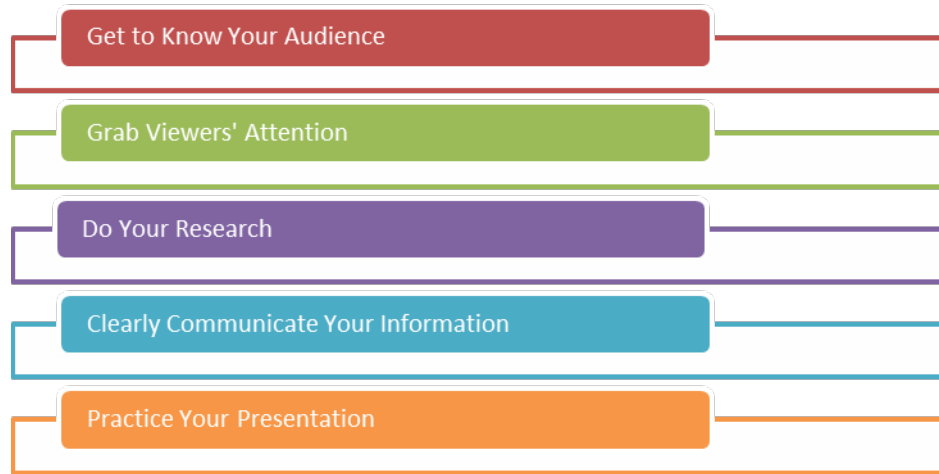 Get to Know Your Audience
Grab Viewers' Attention
Do Your Research
Clearly Communicate Your Information
Practice Your Presentation